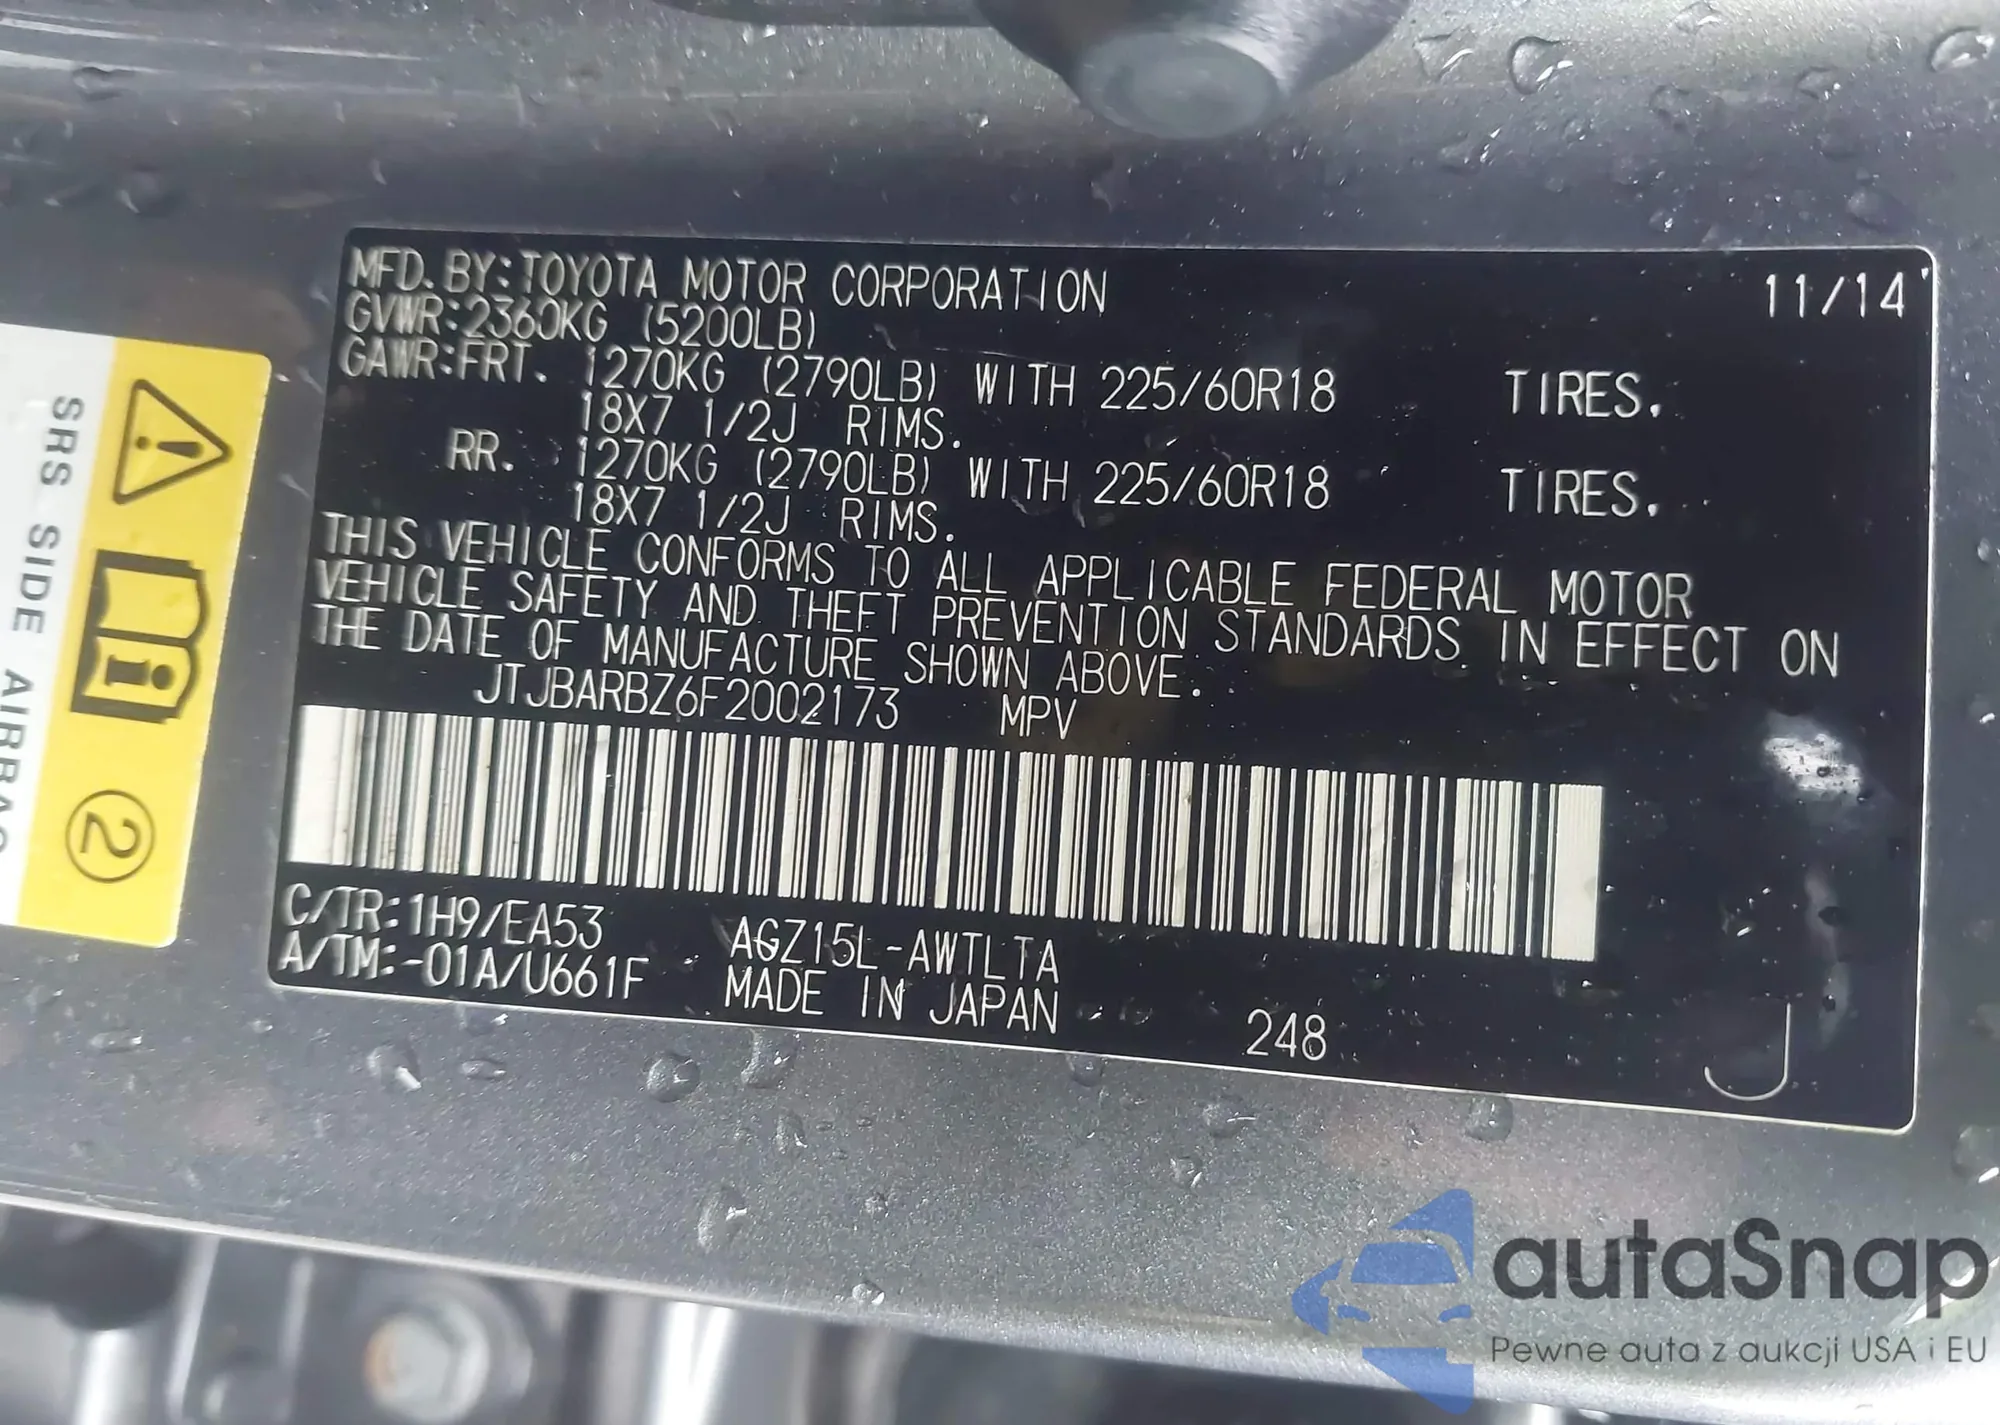 MFD. BY: TOYOTA MOTOR CORPORATION 11/14
GVWR: 2360KG (5200LB)
GAWR: FRT. 1270KG (2790LB) WITH 225/60R18 TIRES.
18X7 1/2J RIMS.
RR. 1270KG (2790LB) WITH 225/60R18 TIRES.
18X7 1/2J RIMS.
THIS VEHICLE CONFORMS TO ALL APPLICABLE FEDERAL MOTOR
VEHICLE SAFETY AND THEFT PREVENTION STANDARDS IN EFFECT ON
THE DATE OF MANUFACTURE SHOWN ABOVE.
JTJBARBZ6F2002173 MPV
C/TR: 1H9/EA53 AGZ15L-AWTLTA
A/TM: -01A/U661F MADE IN JAPAN 248 J
SRS SIDE
2
autaSnap
Pewne auta z aukcji USA i EU